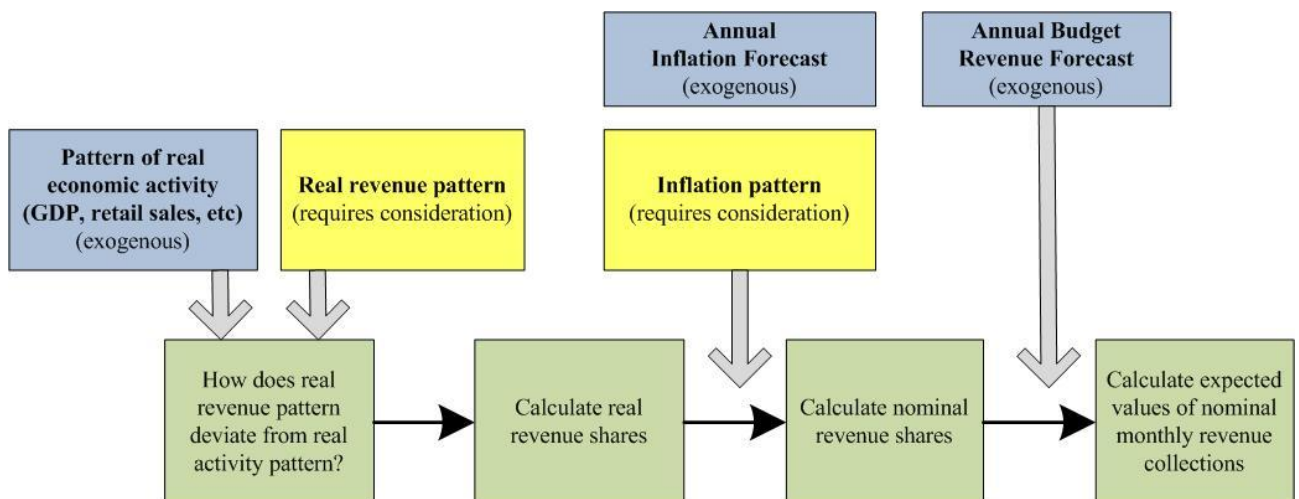 Annual
Inflation Forecast
(exogenous)
Annual Budget
Revenue Forecast
(exogenous)
Pattern of real
economic activity
(GDP, retail sales, etc)
(exogenous)
Real revenue pattern
(requires consideration)
Inflation pattern
(requires consideration)
How does real
revenue pattern
deviate from real
activity pattern?
Calculate real
revenue shares
Calculate nominal
revenue shares
Calculate expected
values of nominal
monthly revenue
collections